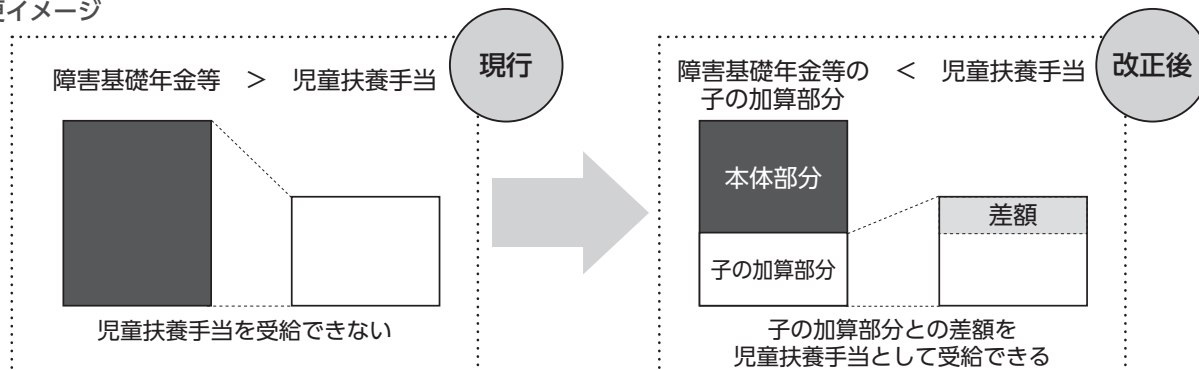 イメージ
現行
障害基礎年金等 ＞ 児童扶養手当
児童扶養手当を受給できない
改正後
障害基礎年金等の ＜ 児童扶養手当
子の加算部分
本体部分
子の加算部分
差額
子の加算部分との差額を
児童扶養手当として受給できる